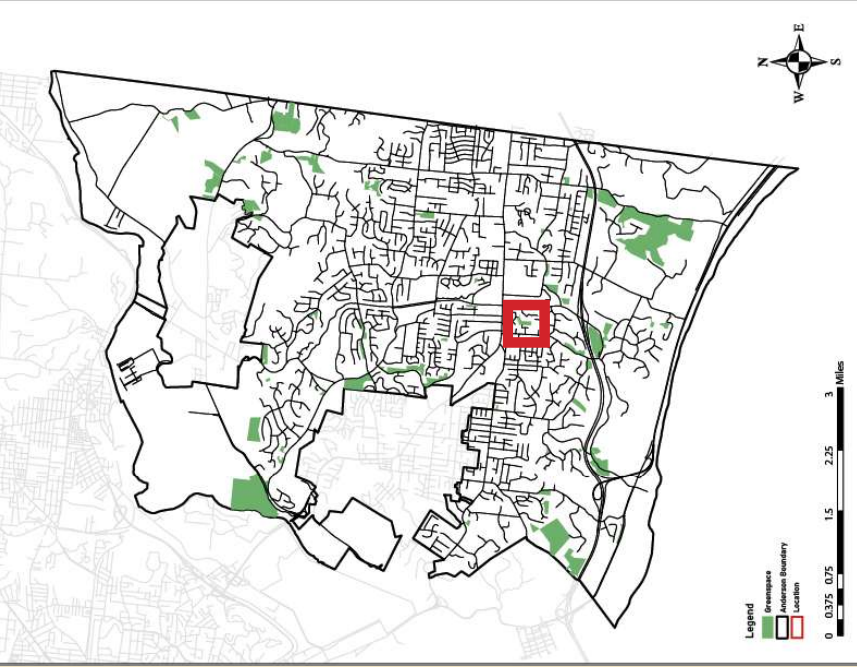 N
E
S
W
Legend
Greenspace
Anderson Boundary
Location
0 0.375 0.75 1.5 2.25 3 Miles